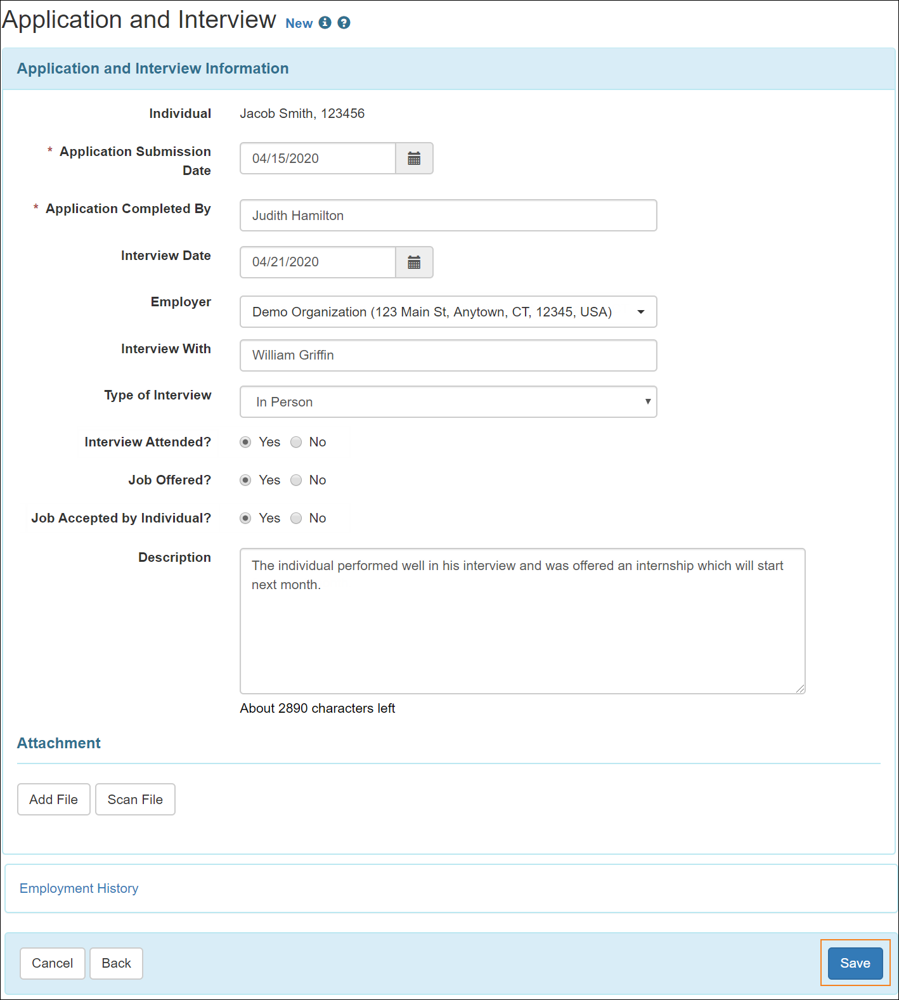 Application and Interview New
Application and Interview Information
Individual Jacob Smith, 123456
* Application Submission Date 04/15/2020
* Application Completed By Judith Hamilton
Interview Date 04/21/2020
Employer Demo Organization (123 Main St, Anytown, CT, 12345, USA)
Interview With William Griffin
Type of Interview In Person
Interview Attended? Yes No
Job Offered? Yes No
Job Accepted by Individual? Yes No
Description The individual performed well in his interview and was offered an internship which will start
next month.
About 2890 characters left
Attachment
Add File Scan File
Employment History
Cancel Back Save